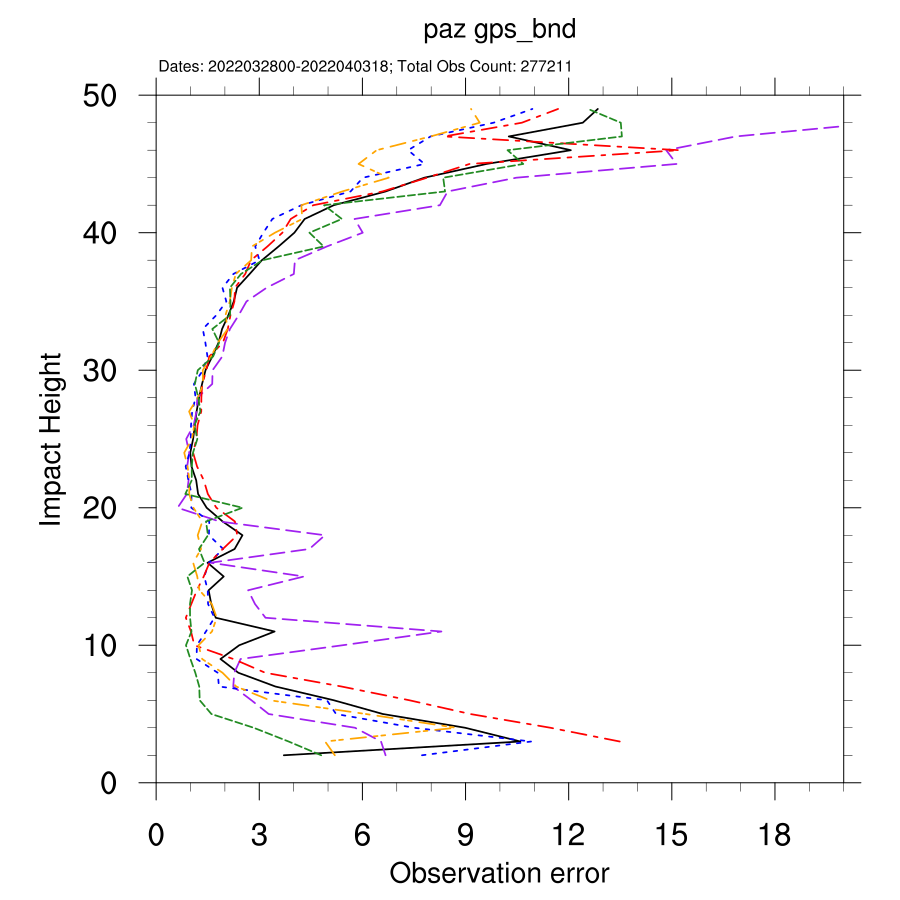 paz gps_bnd
Dates: 2022032800-2022040318; Total Obs Count: 277211
50
40
30
20
10
0
Impact Height
0 3 6 9 12 15 18
Observation error